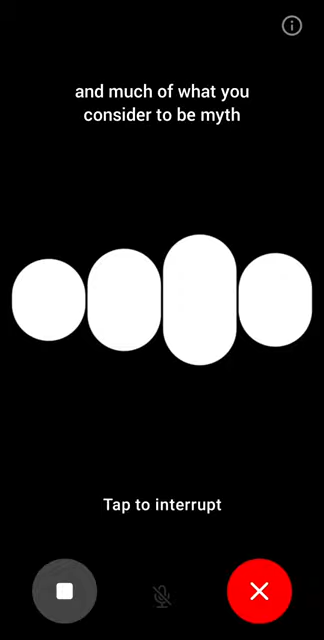 and much of what you
consider to be myth
Tap to interrupt